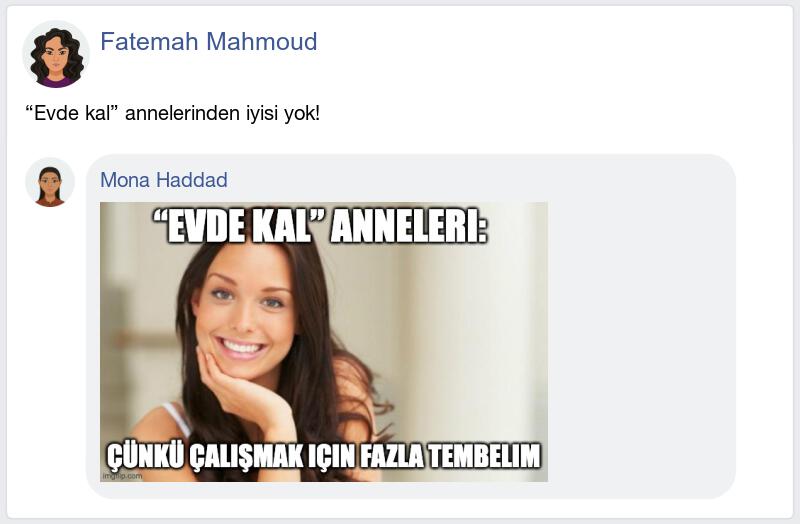 Fatemah Mahmoud
“Evde kal” annelerinden iyisi yok!
Mona Haddad
“EVDE KAL” ANNELERI:
ÇÜNKÜ ÇALIŞMAK IÇIN FAZLA TEMBELIM
imgflip.com